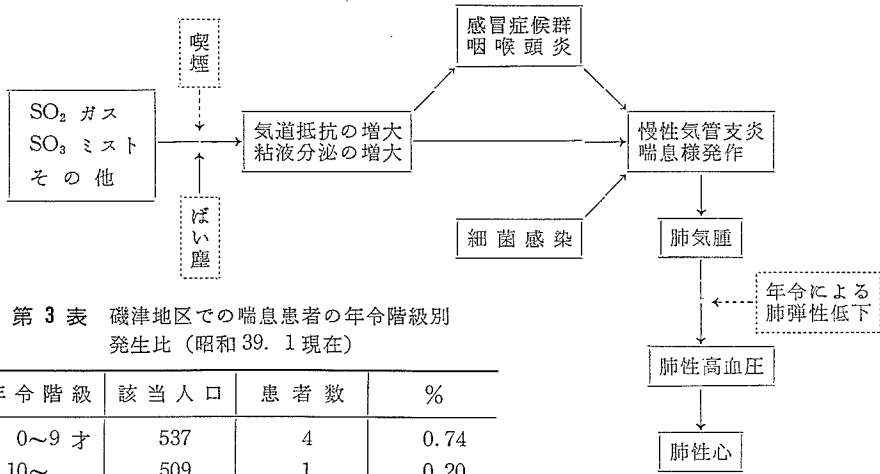 感冒症候群
咽喉頭炎
喫煙
SO₂ ガス
SO₃ ミスト
その他
気道抵抗の増大
粘液分泌の増大
慢性気管支炎
喘息様発作
ばい塵
細菌感染
肺気腫
年令による
肺弾性低下
肺性高血圧
肺性心
第3表 磯津地区での喘息患者の年令階級別
発生比（昭和39. 1現在）
年令階級 該当人口 患者数 %
0~9才 537 4 0.74
10~ 509 1 0.20